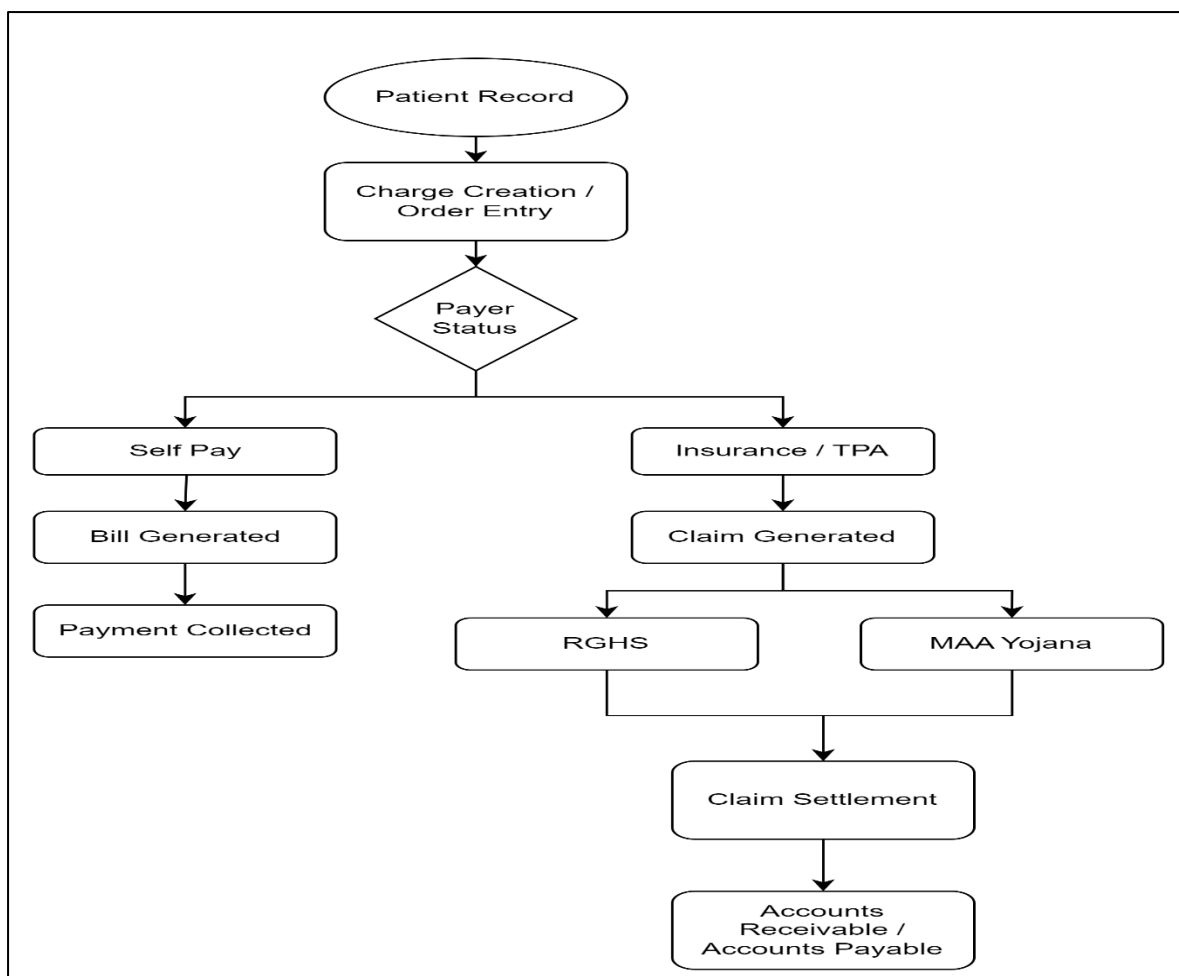 Patient Record
Charge Creation /
Order Entry
Payer
Status
Self Pay
Insurance / TPA
Bill Generated
Claim Generated
Payment Collected
RGHS
MAA Yojana
Claim Settlement
Accounts
Receivable /
Accounts Payable